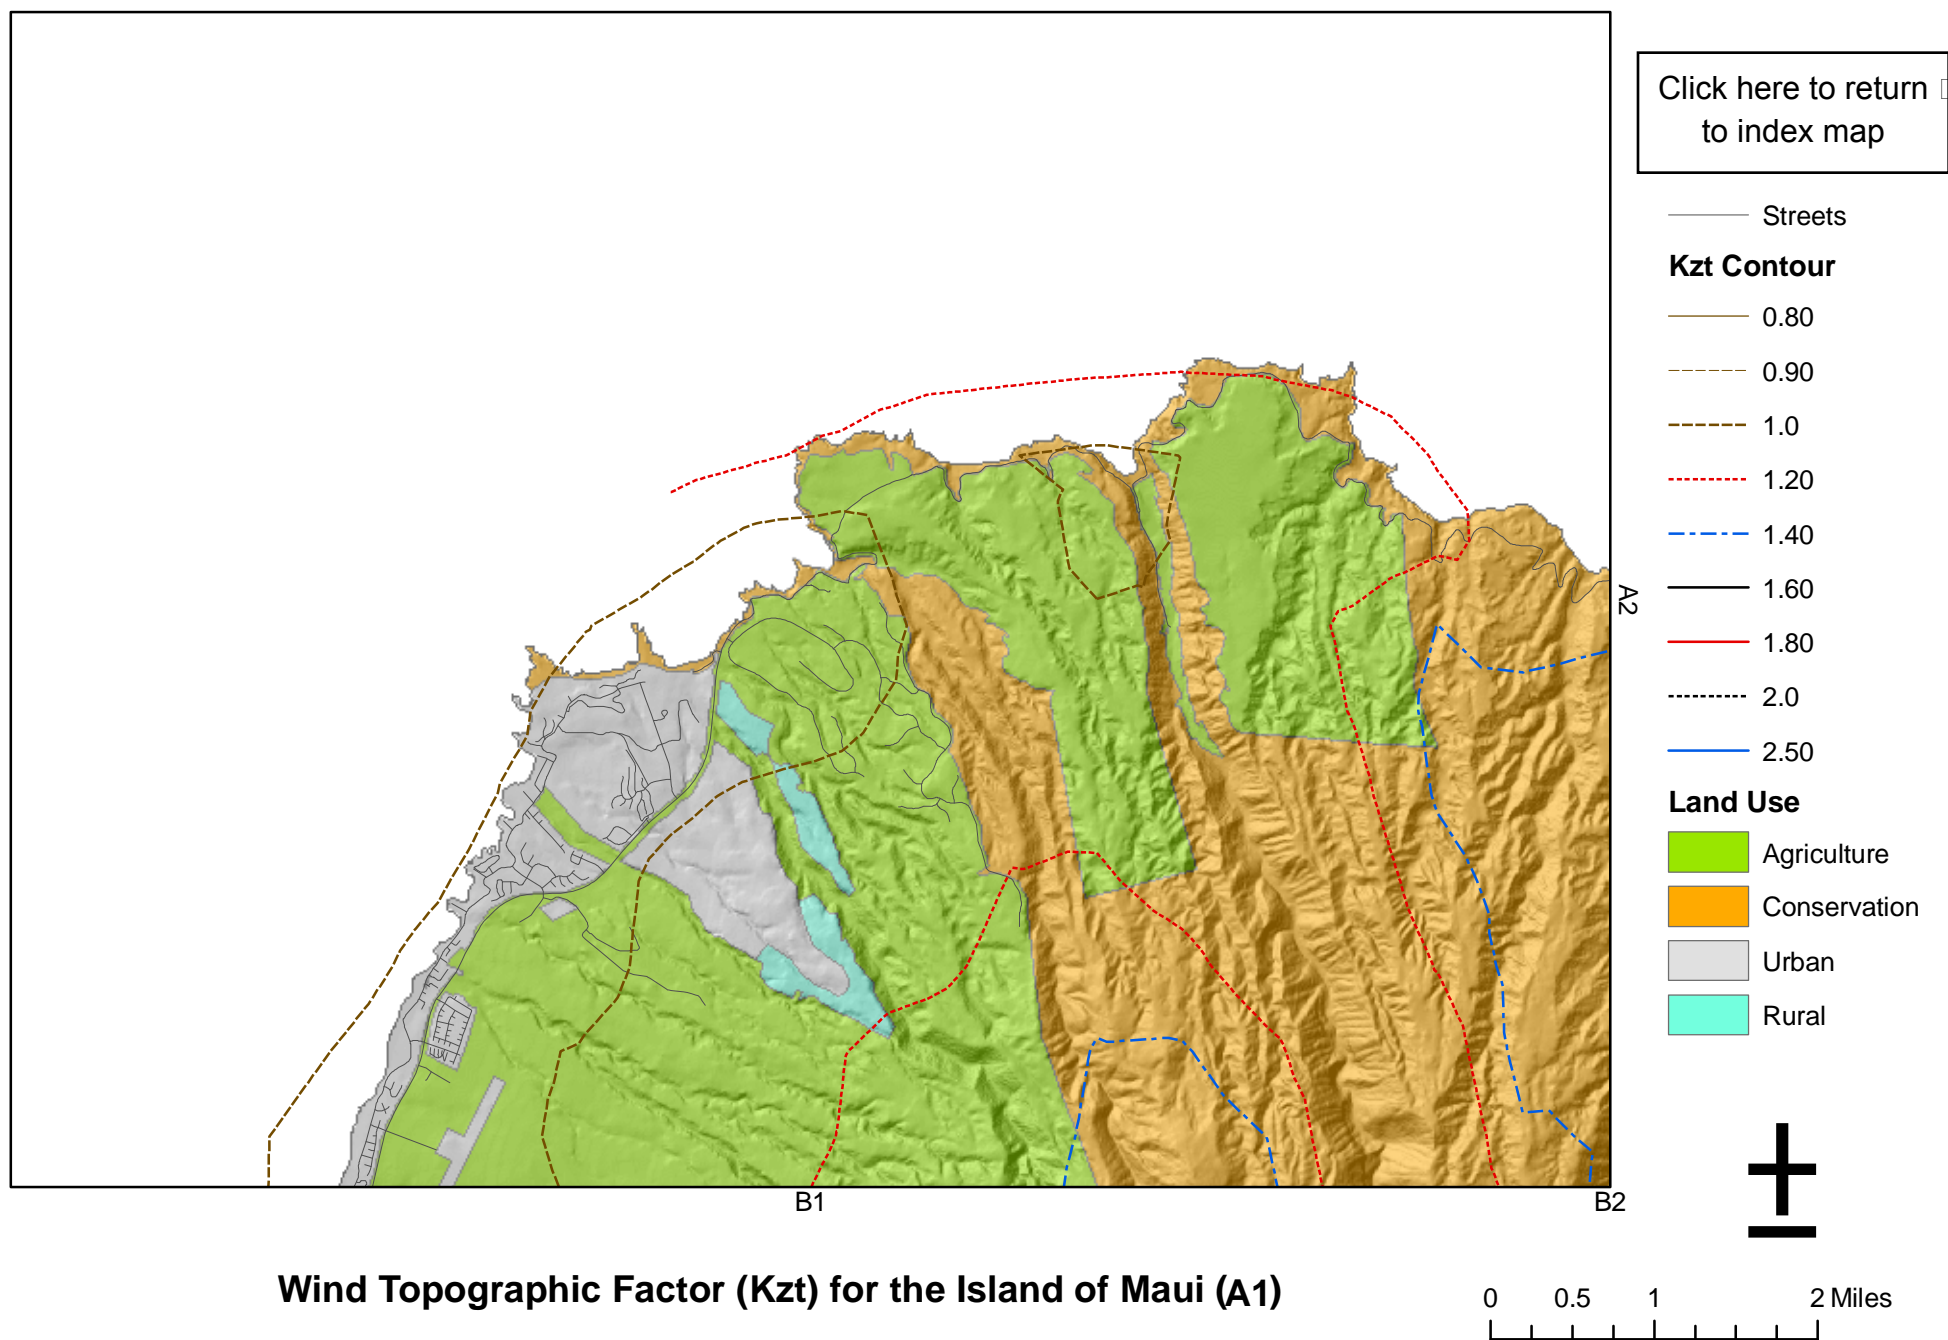 Click here to return
to index map
Streets
Kzt Contour
0.80
0.90
1.0
1.20
1.40
1.60
1.80
2.0
2.50
Land Use
Agriculture
Conservation
Urban
Rural
A2
B1
B2
Wind Topographic Factor (Kzt) for the Island of Maui (A1)
0 0.5 1 2 Miles